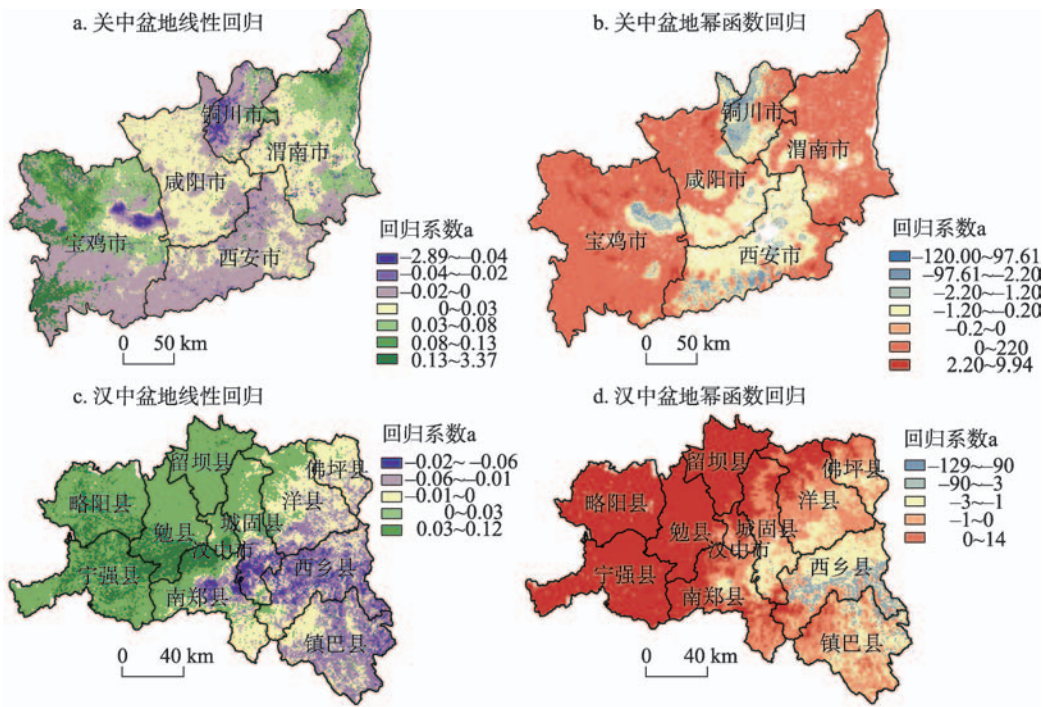 a. 关中盆地线性回归
铜川市
渭南市
咸阳市
宝鸡市
西安市
回归系数a
−2.89~−0.04
−0.04~−0.02
−0.02~0
0~0.03
0.03~0.08
0.08~0.13
0.13~3.37
0 50 km
b. 关中盆地幂函数回归
铜川市
渭南市
咸阳市
宝鸡市
西安市
回归系数a
−120.00~97.61
−97.61~2.20
−2.20~−1.20
−1.20~−0.20
−0.2~0
0~220
2.20~9.94
0 50 km
c. 汉中盆地线性回归
留坝县
佛坪县
略阳县
洋县
勉县
城固县
汉中市
宁强县
西乡县
南郑县
镇巴县
回归系数a
−0.02~−0.06
−0.06~−0.01
−0.01~0
0~0.03
0.03~0.12
0 40 km
d. 汉中盆地幂函数回归
留坝县
佛坪县
略阳县
洋县
勉县
城固县
汉中市
宁强县
西乡县
南郑县
镇巴县
回归系数a
−129~−90
−90~−3
−3~−1
−1~0
0~14
0 40 km